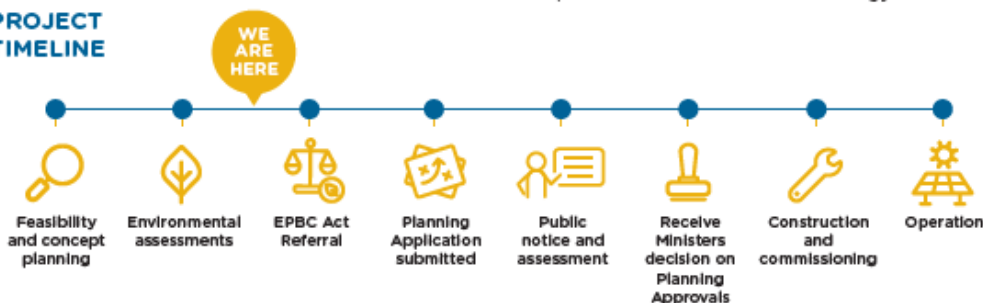 PROJECT
TIMELINE
WE
ARE
HERE
Feasibility
and concept
planning
Environmental
assessments
EPBC Act
Referral
Planning
Application
submitted
Public
notice and
assessment
Receive
Ministers
decision on
Planning
Approvals
Construction
and
commissioning
Operation